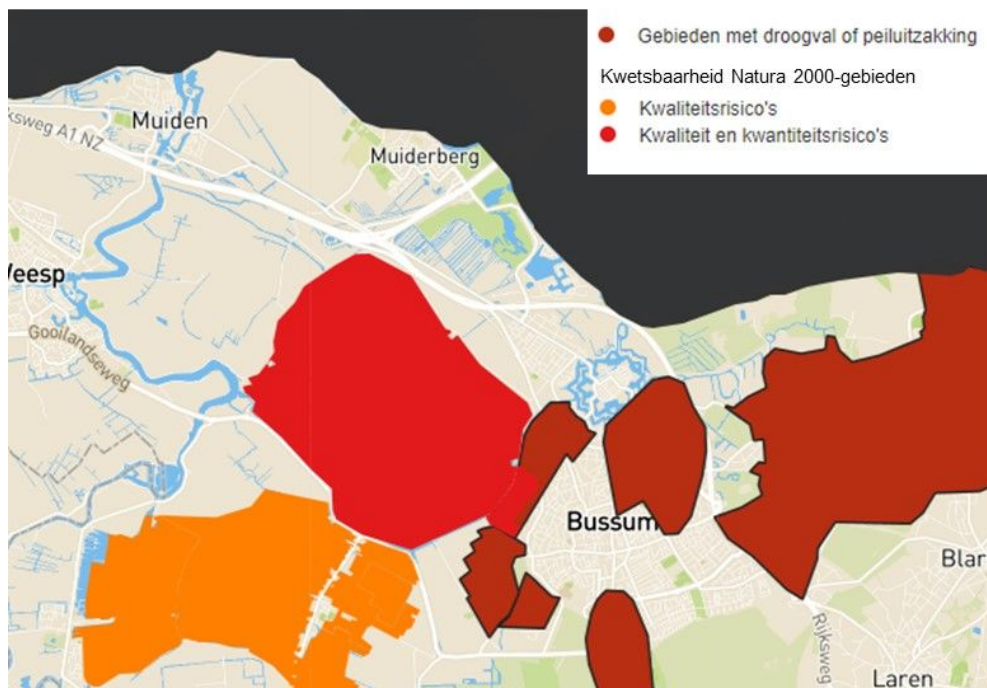 Gebieden met droogval of peiluitzakking
Kwetsbaarheid Natura 2000-gebieden
Kwaliteitsrisico's
Kwaliteit en kwantiteitsrisico's
Muiden
ksweg A1 NZ
Muiderberg
Veesp
Gooilandseweg
Bussum
Blar
Rijksweg
Laren